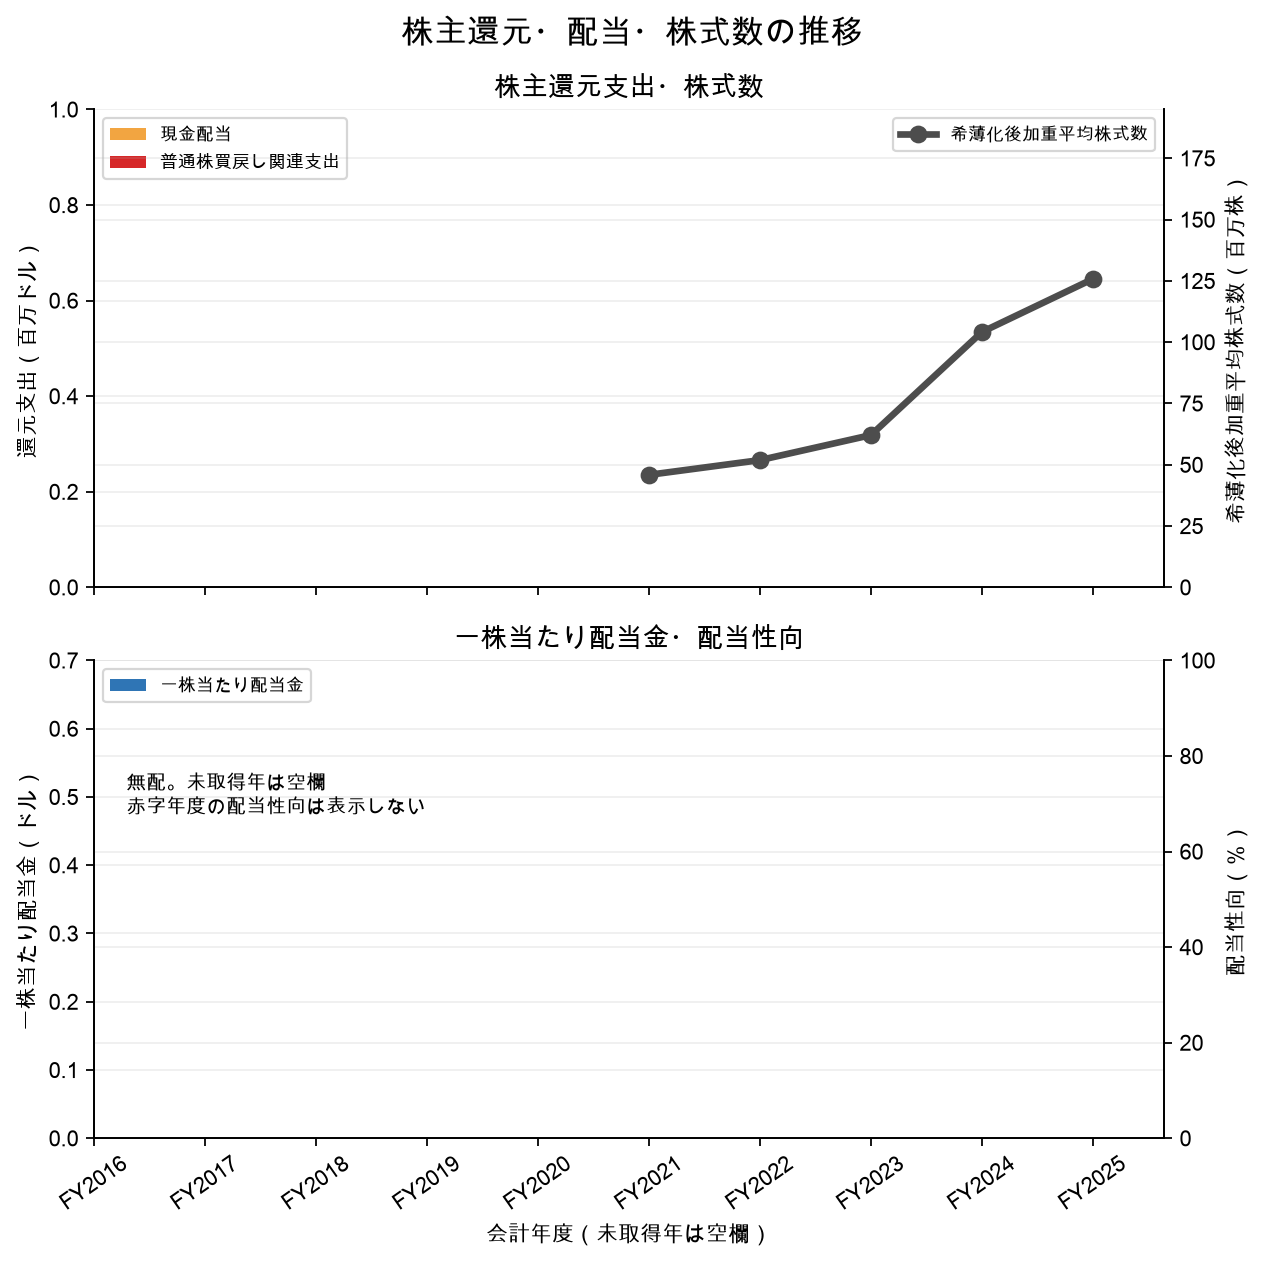 株主還元・配当・株式数の推移
株主還元支出・株式数
現金配当
普通株買戻し関連支出
希薄化後加重平均株式数
還元支出(百万ドル)
1.0
0.8
0.6
0.4
0.2
0.0
175
150
125
100
75
50
25
0
希薄化後加重平均株式数(百万株)
一株当たり配当金・配当性向
一株当たり配当金
無配。未取得年は空欄
赤字年度の配当性向は表示しない
一株当たり配当金(ドル)
0.7
0.6
0.5
0.4
0.3
0.2
0.1
0.0
100
80
60
40
20
0
配当性向(%)
FY2016
FY2017
FY2018
FY2019
FY2020
FY2021
FY2022
FY2023
FY2024
FY2025
会計年度(未取得年は空欄)